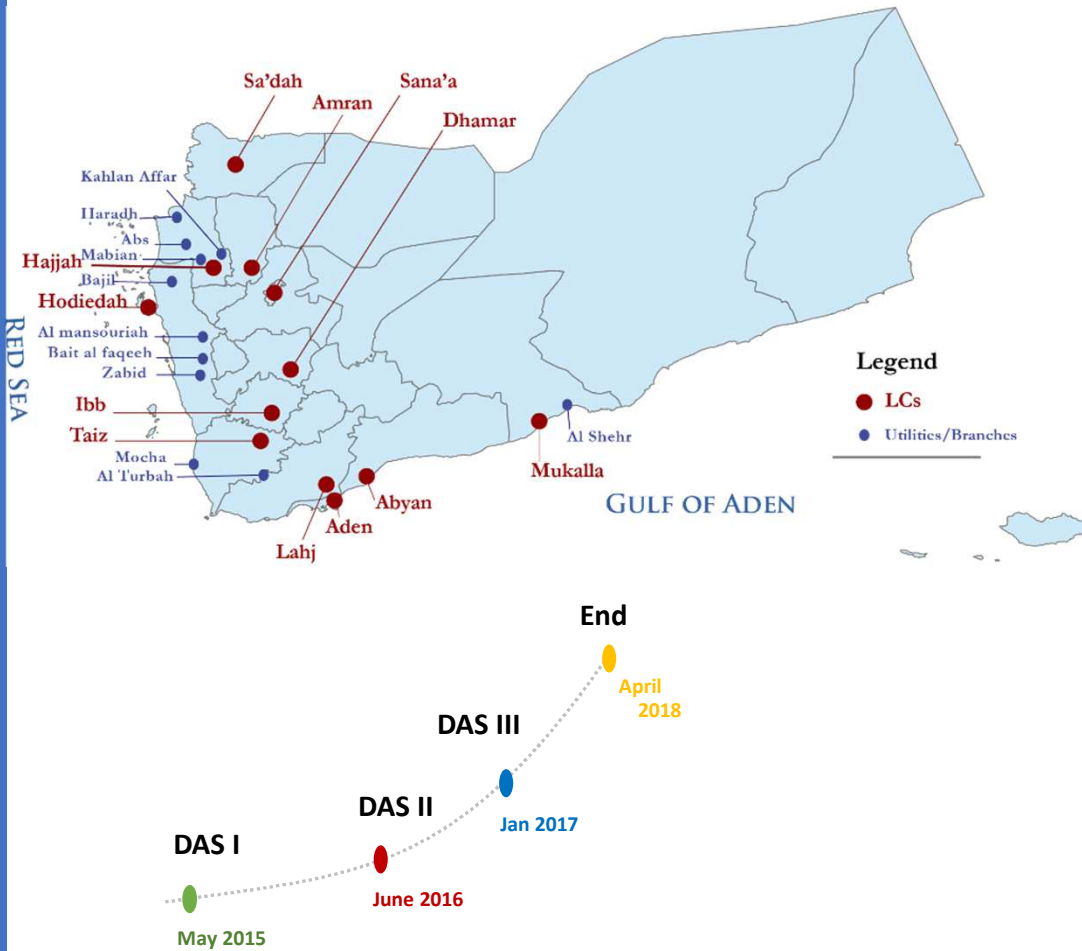 Sa'dah
Sana'a
Amran
Dhamar
Kahlan Affar
Haradh
Abs
Mabian
Hajjah
Bajil
Hodiedah
Al mansouriah
Bait al faqeeh
Zabid
Ibb
Taiz
Mocha
Al Turbah
RED SEA
Legend
LCs
Utilities/Branches
Al Shehr
Mukalla
Abyan
Aden
Lahj
GULF OF ADEN
End
April
2018
DAS III
Jan 2017
DAS II
June 2016
DAS I
May 2015